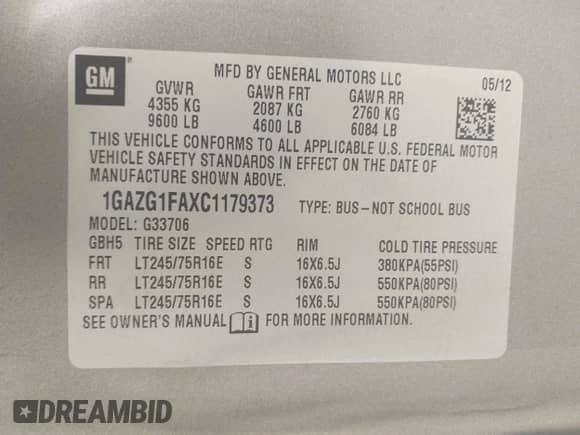 GM
MFD BY GENERAL MOTORS LLC 05/12
GVWR GAWR FRT GAWR RR
4355 KG 2087 KG 2760 KG
9600 LB 4600 LB 6084 LB
THIS VEHICLE CONFORMS TO ALL APPLICABLE U.S. FEDERAL MOTOR
VEHICLE SAFETY STANDARDS IN EFFECT ON THE DATE OF
MANUFACTURE SHOWN ABOVE.
1GAZG1FAXC1179373 TYPE: BUS–NOT SCHOOL BUS
MODEL: G33706
GBH5 TIRE SIZE SPEED RTG RIM COLD TIRE PRESSURE
FRT LT245/75R16E S 16X6.5J 380KPA(55PSI)
RR LT245/75R16E S 16X6.5J 550KPA(80PSI)
SPA LT245/75R16E S 16X6.5J 550KPA(80PSI)
SEE OWNER'S MANUAL i FOR MORE INFORMATION.
DREAMBID